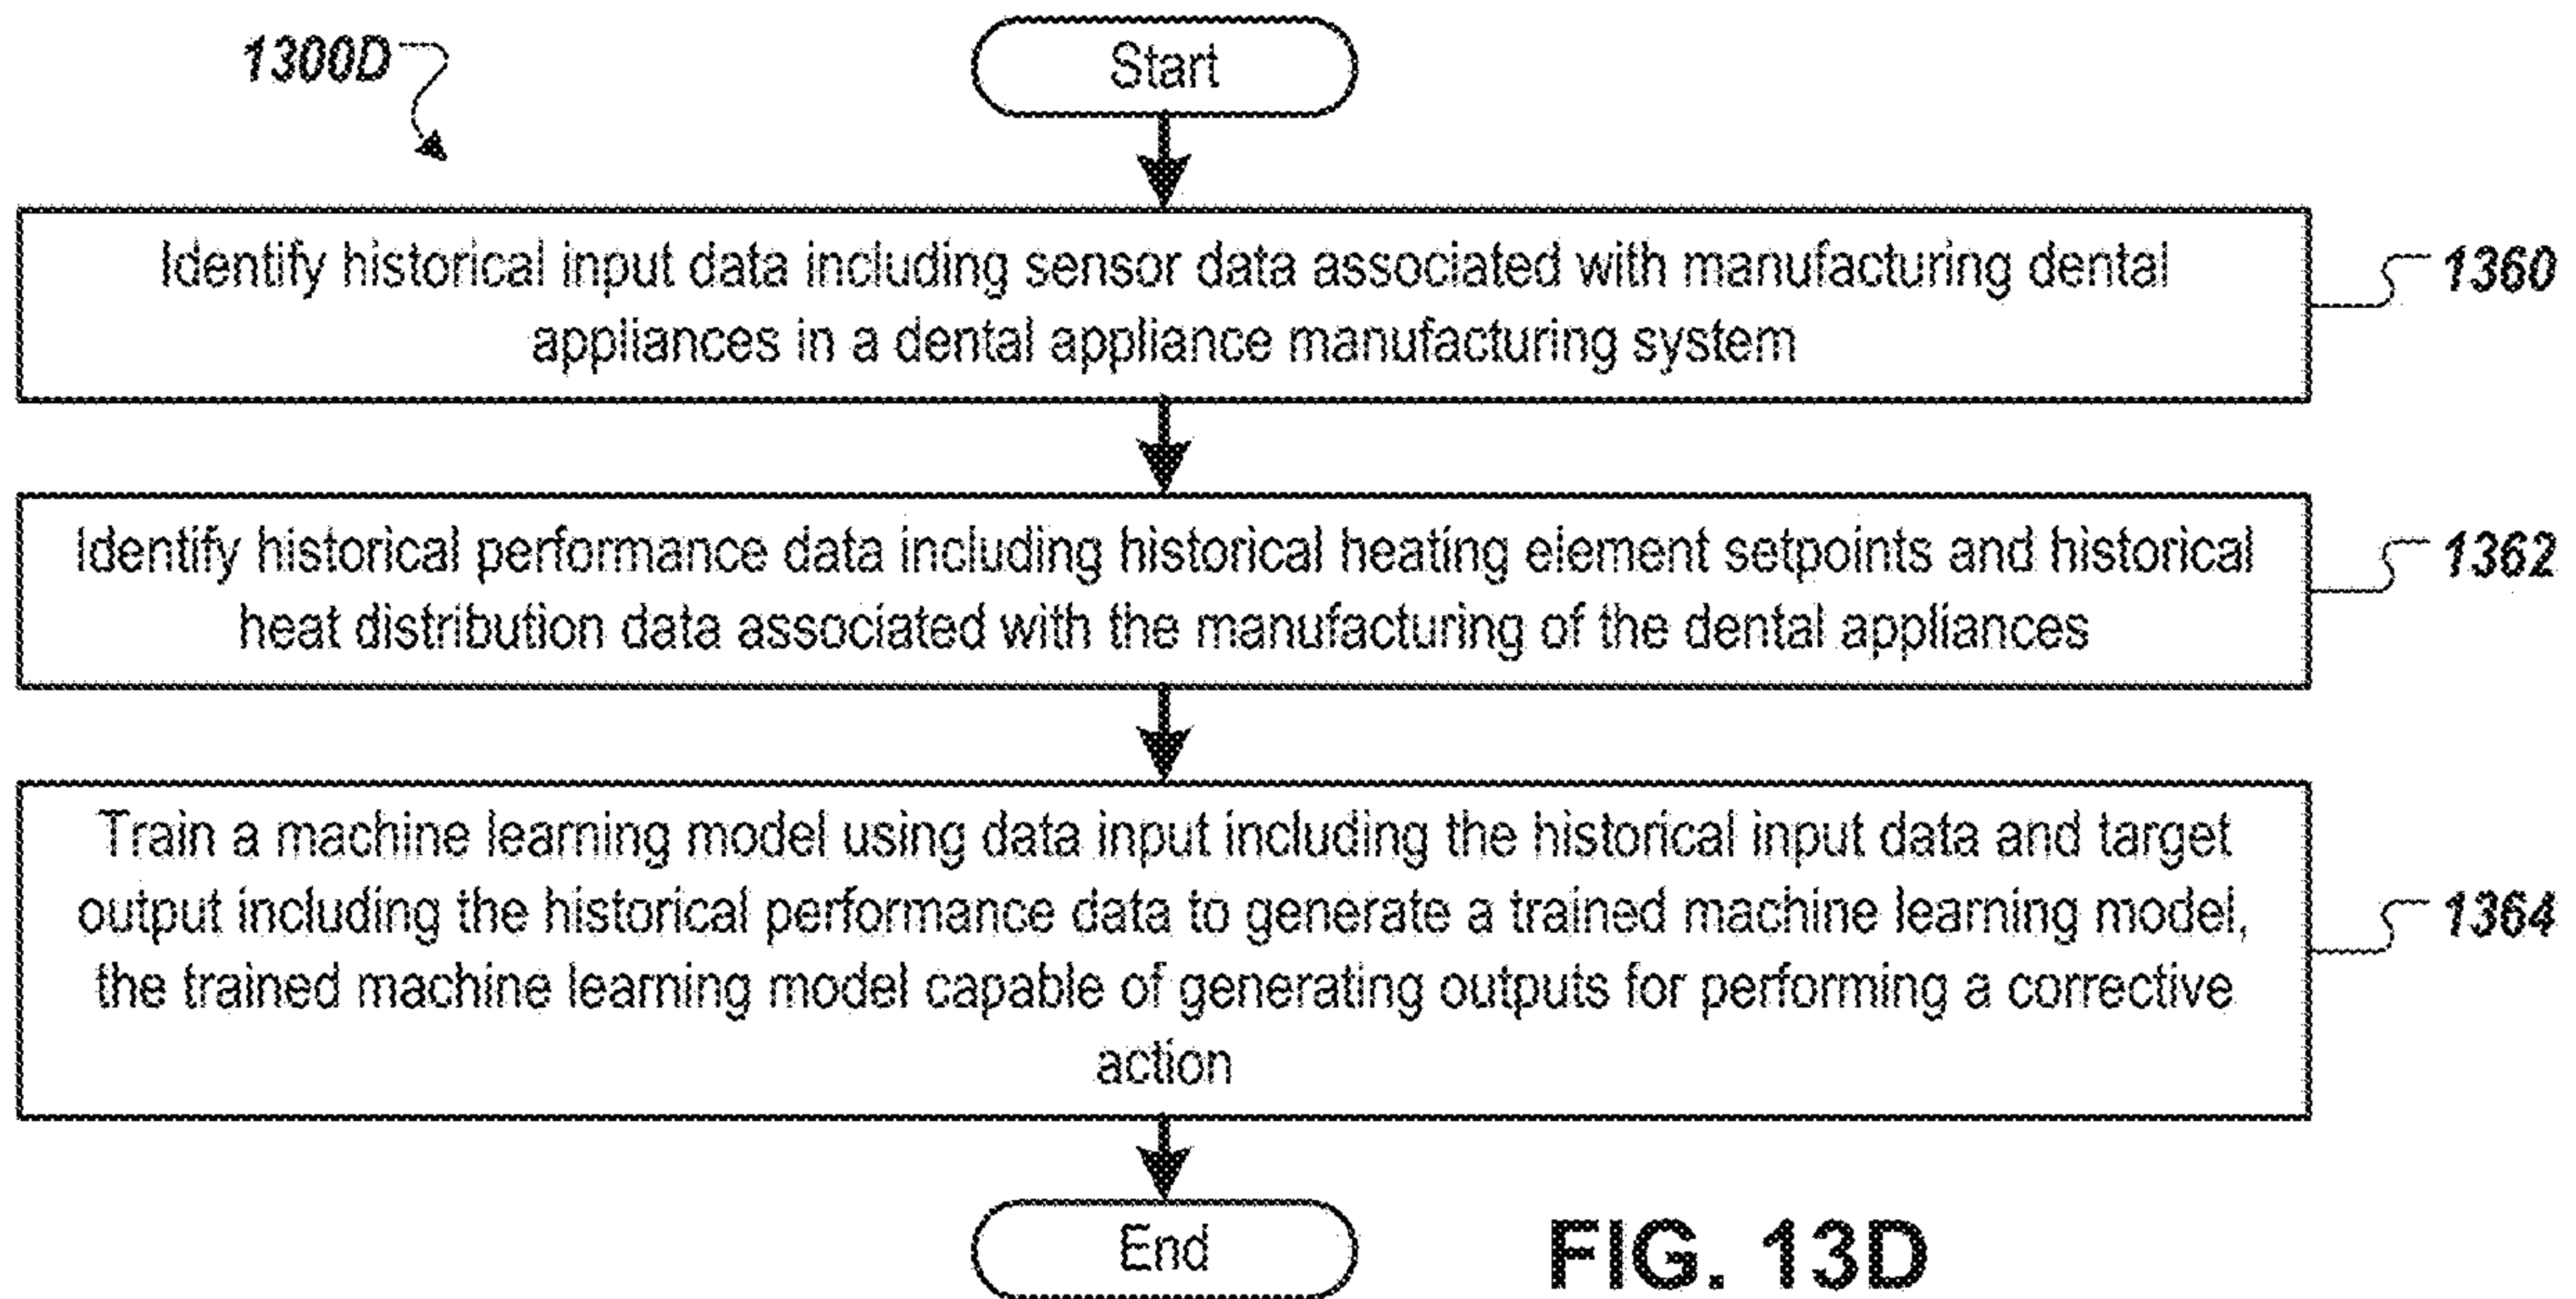 1300D
Start
Identify historical input data including sensor data associated with manufacturing dental
appliances in a dental appliance manufacturing system
1360
Identify historical performance data including historical heating element setpoints and historical
heat distribution data associated with the manufacturing of the dental appliances
1362
Train a machine learning model using data input including the historical input data and target
output including the historical performance data to generate a trained machine learning model,
the trained machine learning model capable of generating outputs for performing a corrective
action
1364
End
FIG. 13D